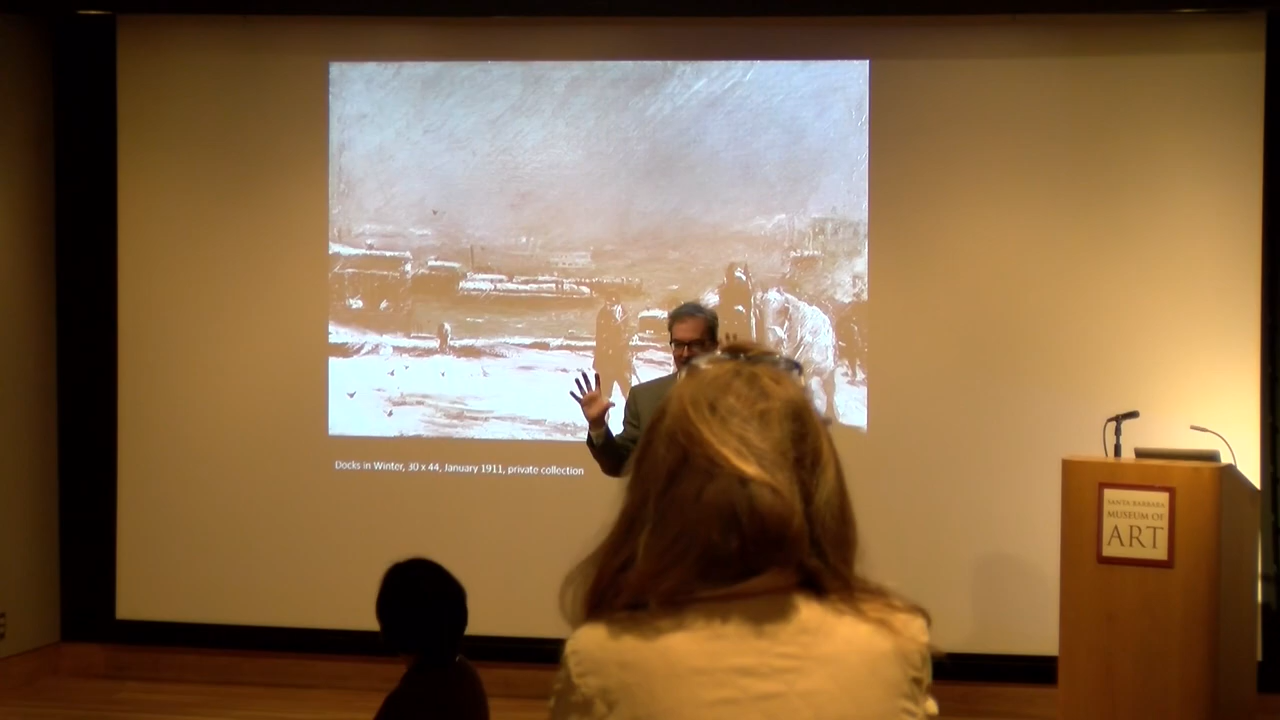 Docks in Winter, 30 x 44, January 1911, private collection
SANTA BARBARA
MUSEUM OF
ART